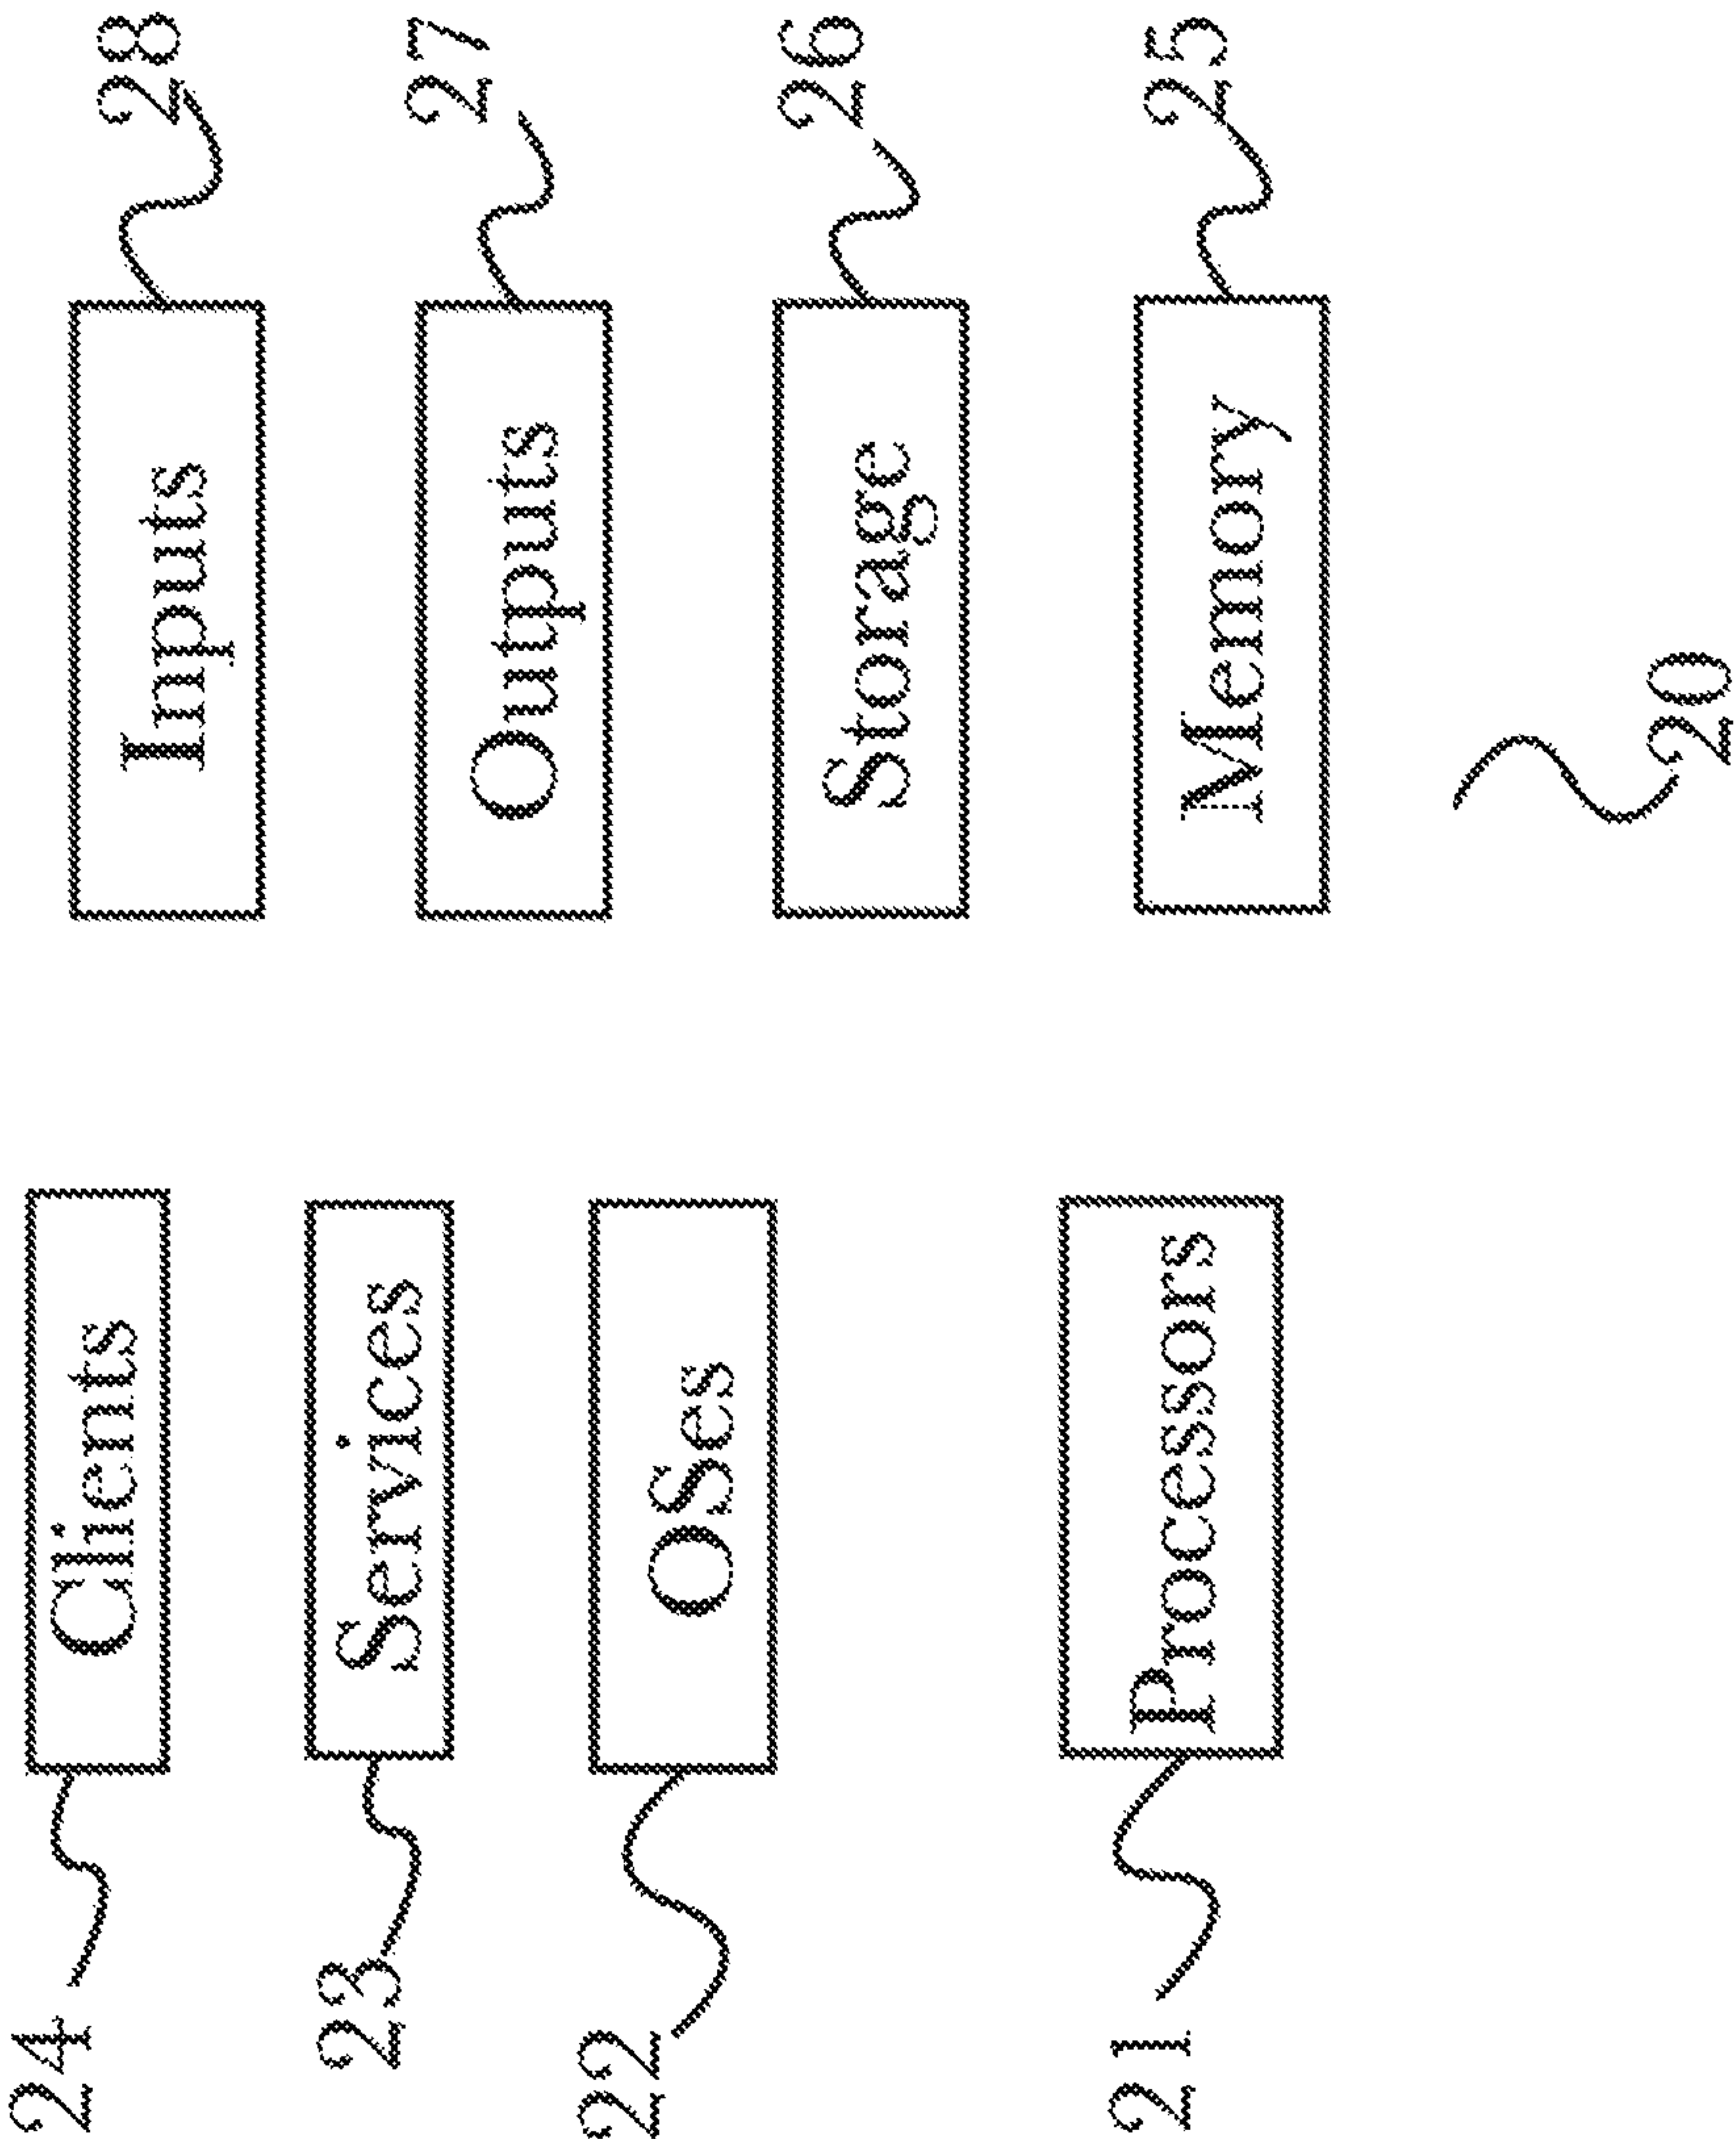 24
Clients
Inputs
28
23
Services
Outputs
27
22
OSes
Storage
26
21
Processors
Memory
25
20